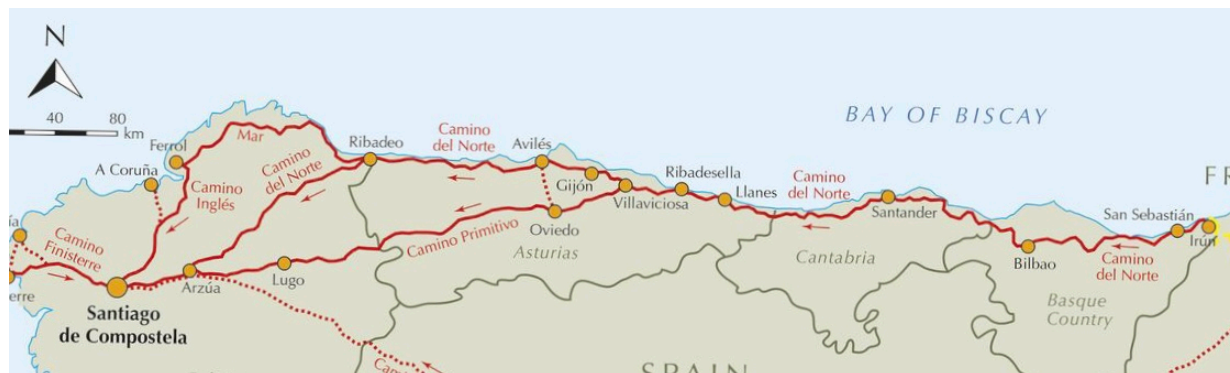 N
40 80
km
BAY OF BISCAY
Ferrol
Mar
Ribadeo
Camino
del Norte
Avilés
A Coruña
Camino
del Norte
Gijón
Ribadesella
Llanes
Camino
del Norte
Camino
Inglés
Villaviciosa
Santander
San Sebastián
Irún
Camino
Finisterre
Oviedo
Camino Primitivo
Asturias
Cantabria
Bilbao
Camino
del Norte
Arzúa
Lugo
Basque
Country
Santiago
de Compostela
SPAIN